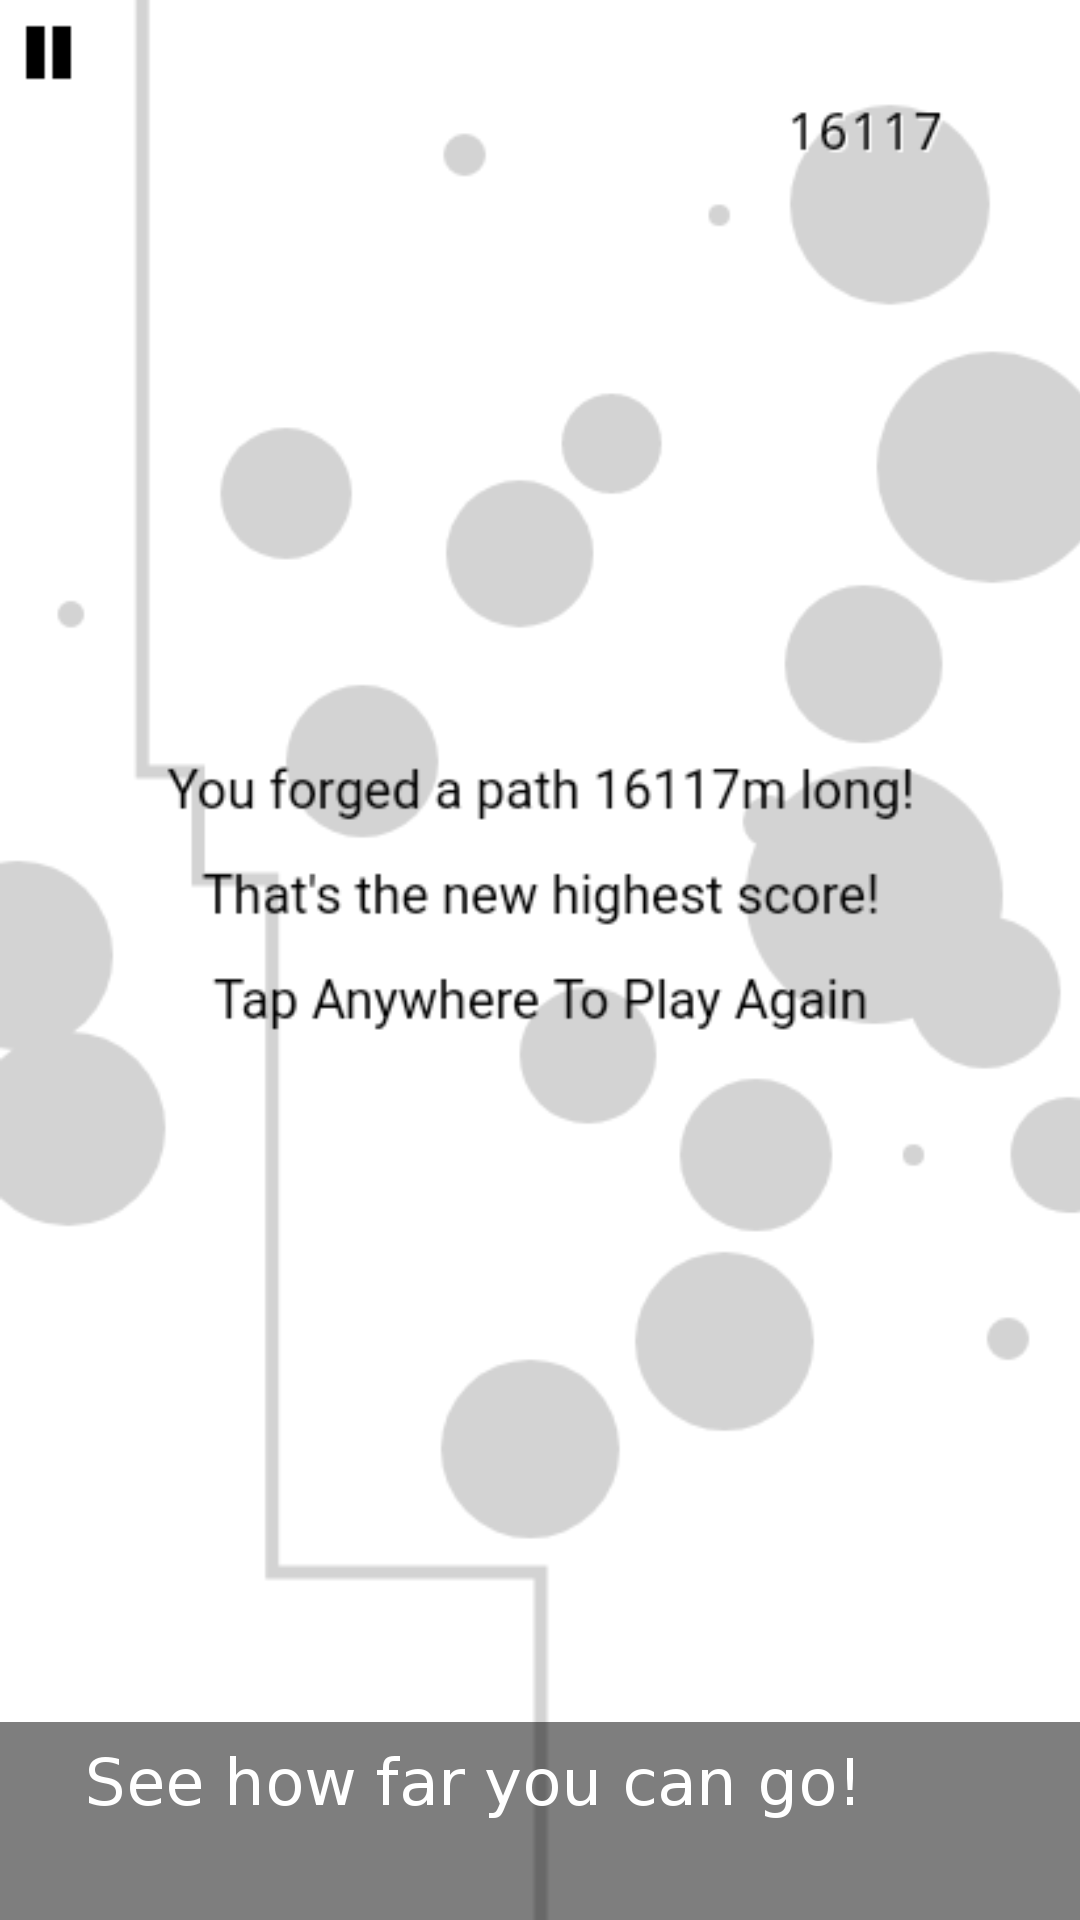 16117
You forged a path 16117m long!
That's the new highest score!
Tap Anywhere To Play Again
See how far you can go!